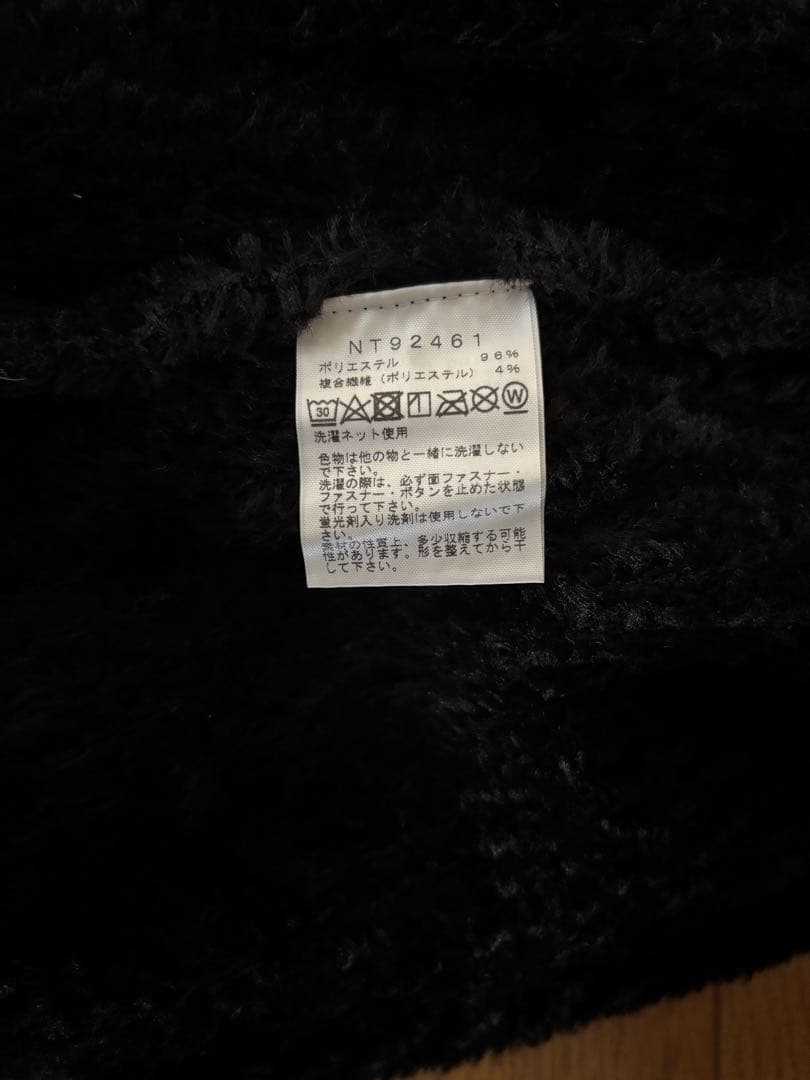 NT92461
ポリエステル 96%
複合繊維（ポリエステル） 4%
30 W
洗濯ネット使用
色物は他の物と一緒に洗濯しない
で下さい。
洗濯の際は、必ず面ファスナー・
ファスナー・ボタンを止めた状態
で行って下さい。
蛍光剤入り洗剤は使用しないで下
さい。
素材の性質上、多少収縮する可能
性があります。形を整えてから干
して下さい。